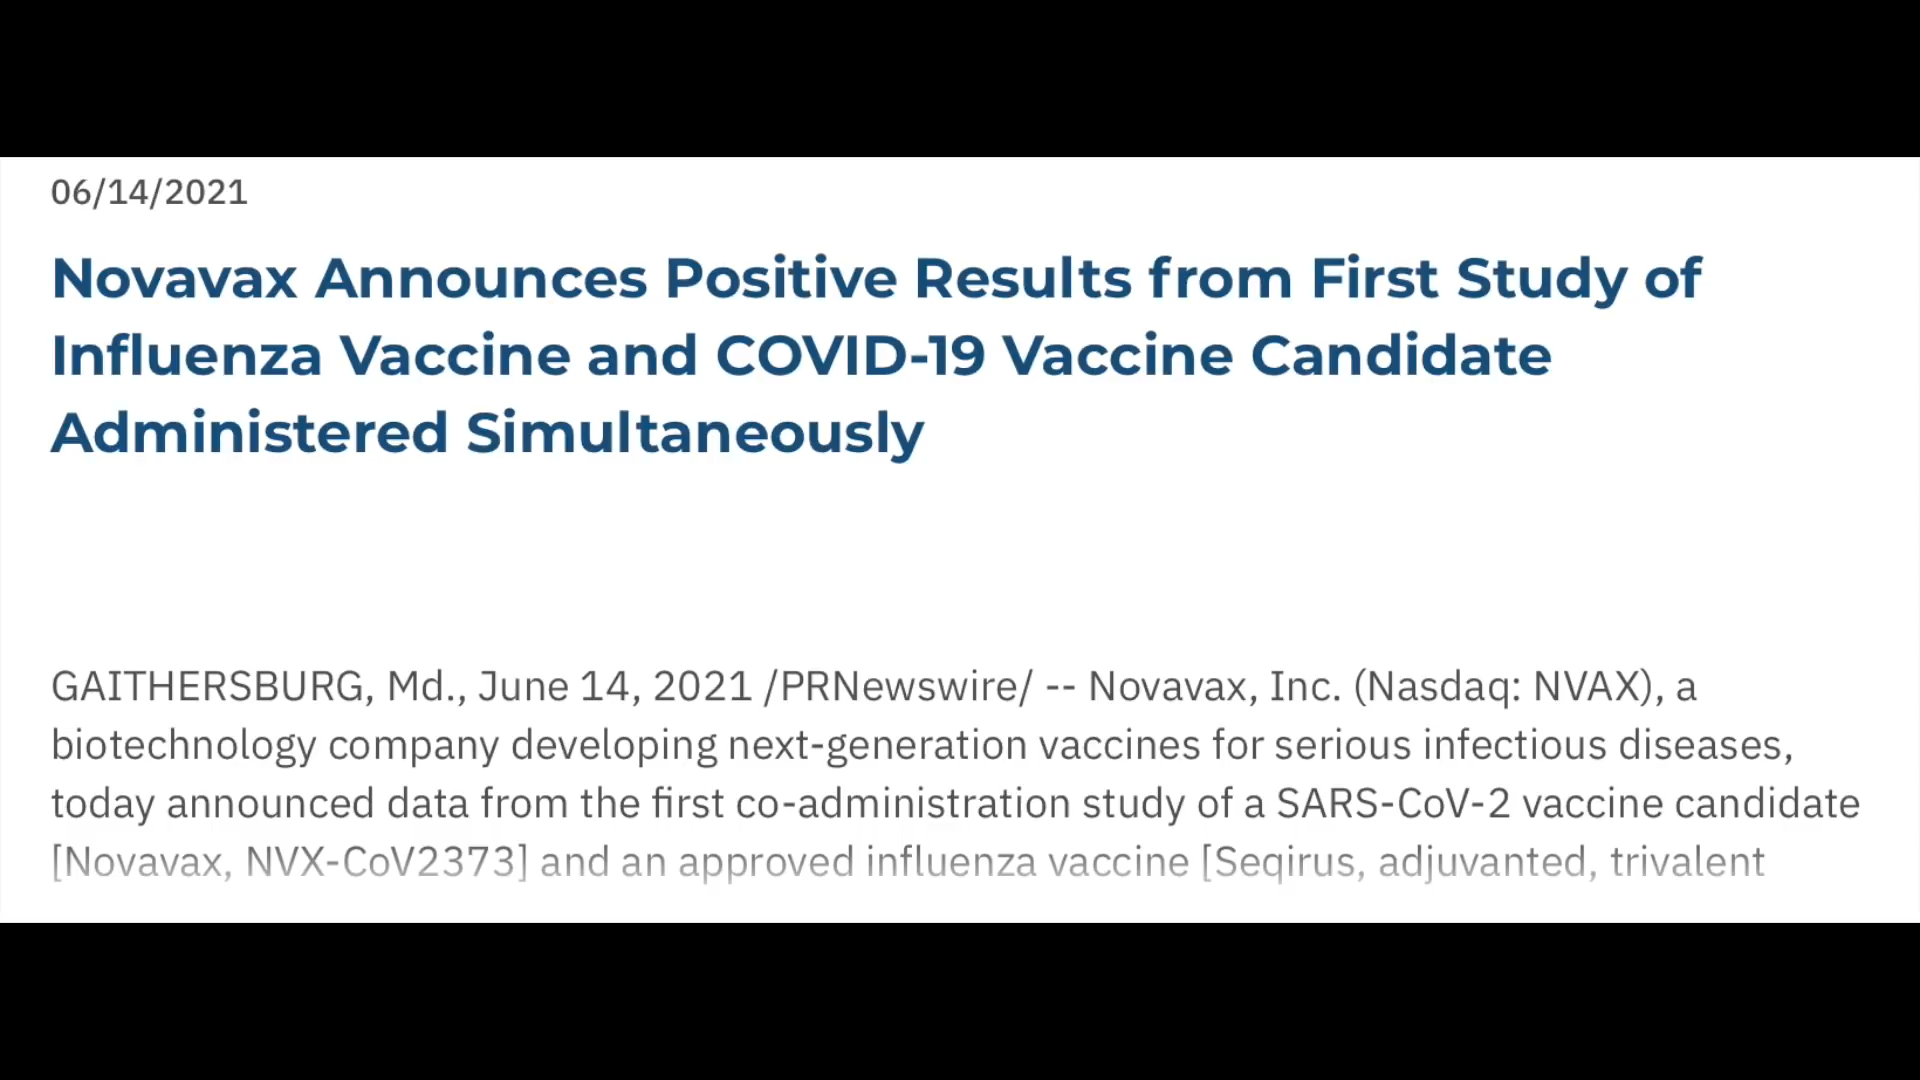 06/14/2021
Novavax Announces Positive Results from First Study of
Influenza Vaccine and COVID-19 Vaccine Candidate
Administered Simultaneously
GAITHERSBURG, Md., June 14, 2021 /PRNewswire/ -- Novavax, Inc. (Nasdaq: NVAX), a
biotechnology company developing next-generation vaccines for serious infectious diseases,
today announced data from the first co-administration study of a SARS-CoV-2 vaccine candidate
[Novavax, NVX-CoV2373] and an approved influenza vaccine [Seqirus, adjuvanted, trivalent